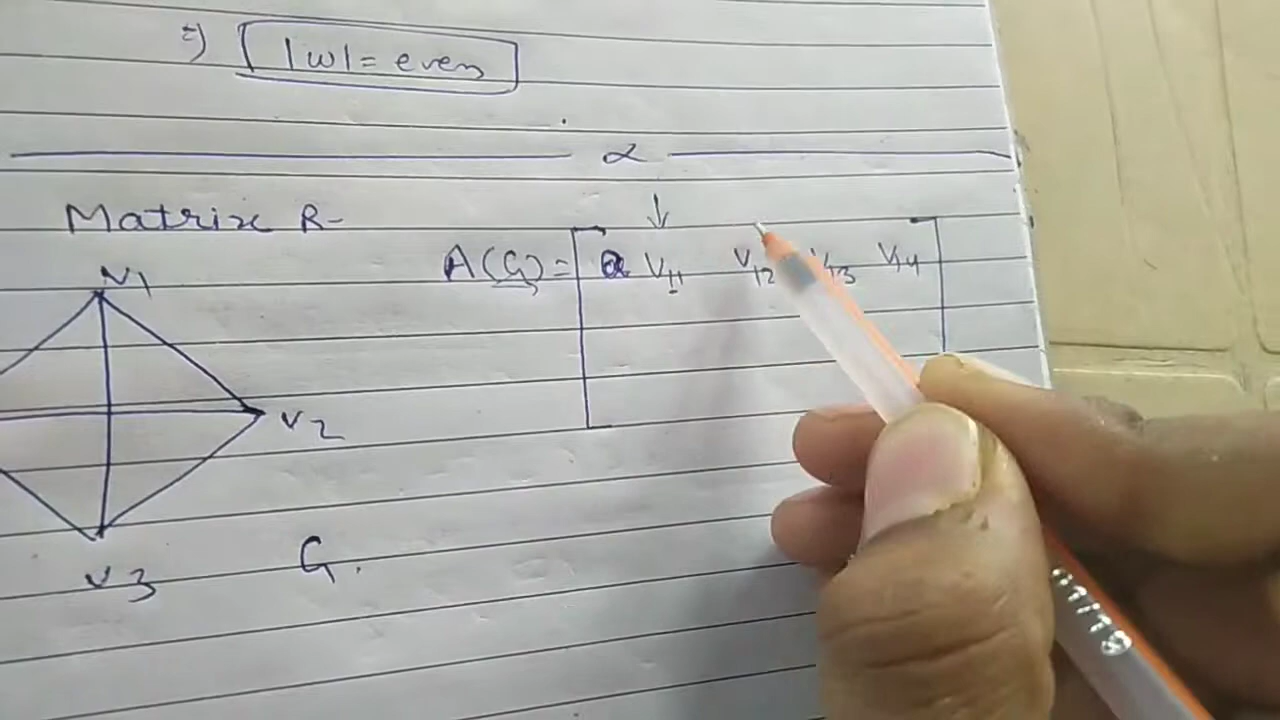 =) |w| = even
α
Matrix R-
A(G) = V11 V12 V13 V14
V1
V2
V3
G.